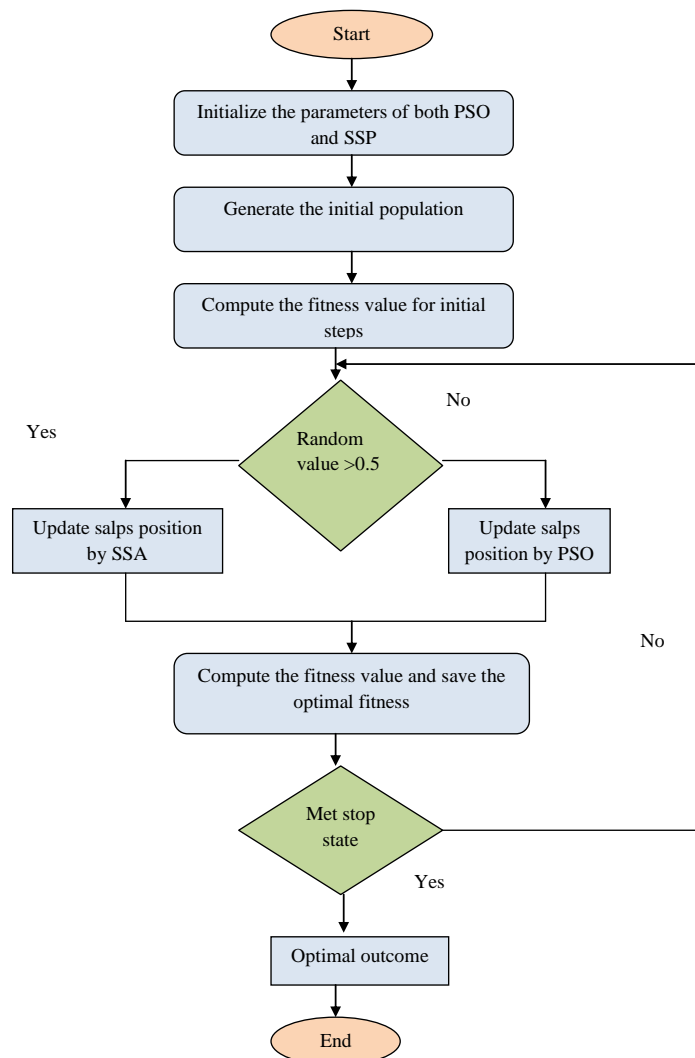 Start
Initialize the parameters of both PSO
and SSP
Generate the initial population
Compute the fitness value for initial
steps
No
Yes
Random
value >0.5
Update salps position
by SSA
Update salps
position by PSO
No
Compute the fitness value and save the
optimal fitness
Met stop
state
Yes
Optimal outcome
End